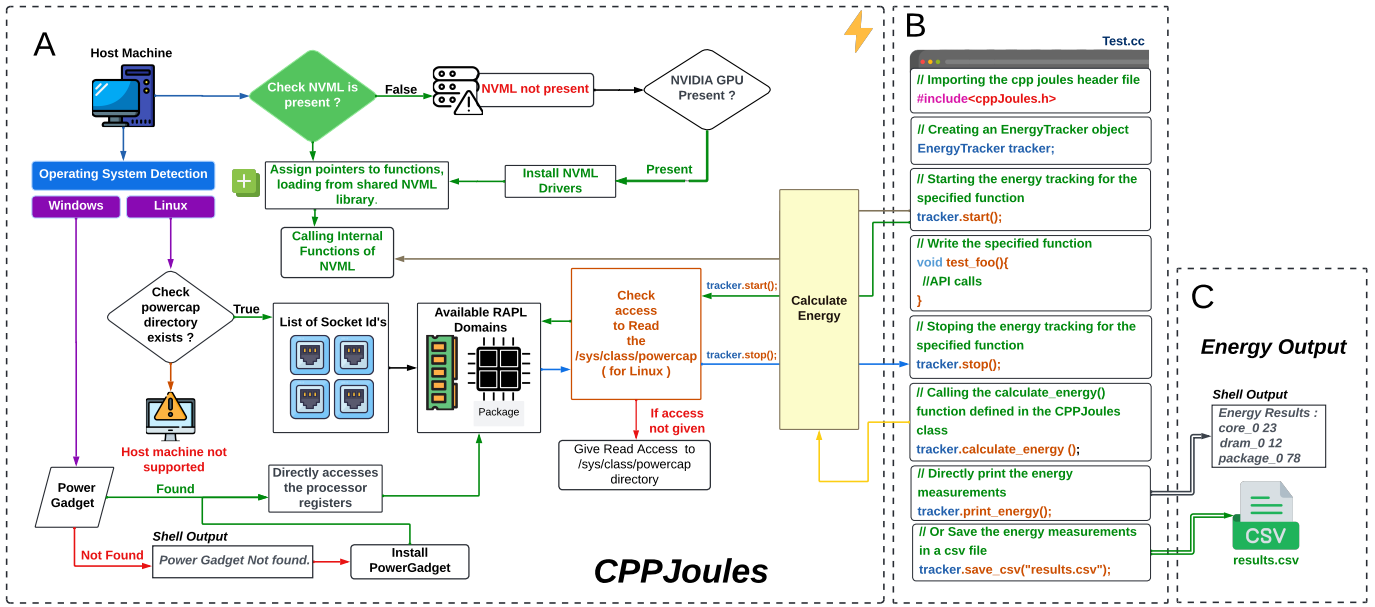 A
Host Machine
Check NVML is
present ?
False
NVML not present
NVIDIA GPU
Present ?
Operating System Detection
Windows
Linux
Assign pointers to functions,
loading from shared NVML
library.
Install NVML
Drivers
Present
Calling Internal
Functions of
NVML
Check
powercap
directory
exists ?
True
List of Socket Id's
Available RAPL
Domains
Package
Check
access
to Read
the
/sys/class/powercap
( for Linux )
tracker.start();
tracker.stop();
Calculate
Energy
If access
not given
Give Read Access to
/sys/class/powercap
directory
Host machine not
supported
Power
Gadget
Found
Directly accesses
the processor
registers
Not Found
Shell Output
Power Gadget Not found.
Install
PowerGadget
CPPJoules
B
Test.cc
// Importing the cpp joules header file
#include<cppJoules.h>
// Creating an EnergyTracker object
EnergyTracker tracker;
// Starting the energy tracking for the
specified function
tracker.start();
// Write the specified function
void test_foo(){
//API calls
}
// Stoping the energy tracking for the
specified function
tracker.stop();
// Calling the calculate_energy()
function defined in the CPPJoules
class
tracker.calculate_energy ();
// Directly print the energy
measurements
tracker.print_energy();
// Or Save the energy measurements
in a csv file
tracker.save_csv("results.csv");
C
Energy Output
Shell Output
Energy Results :
core_0 23
dram_0 12
package_0 78
CSV
results.csv